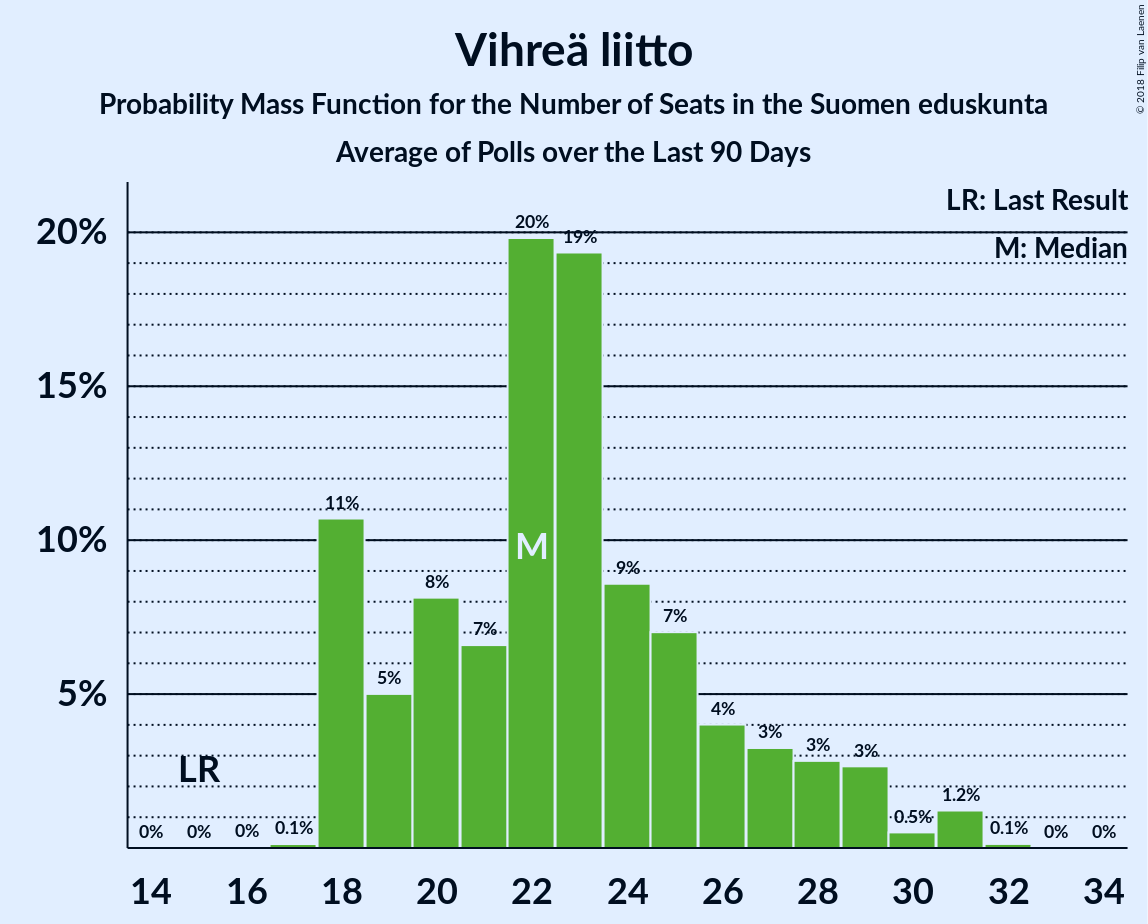 Vihreä liitto
Probability Mass Function for the Number of Seats in the Suomen eduskunta
Average of Polls over the Last 90 Days
© 2018 Filip van Laenen
LR: Last Result
M: Median
20%
15%
10%
5%
0%
0%
0%
0.1%
11%
5%
8%
7%
20%
19%
9%
7%
4%
3%
3%
3%
0.5%
1.2%
0.1%
0%
0%
LR
M
14 16 18 20 22 24 26 28 30 32 34